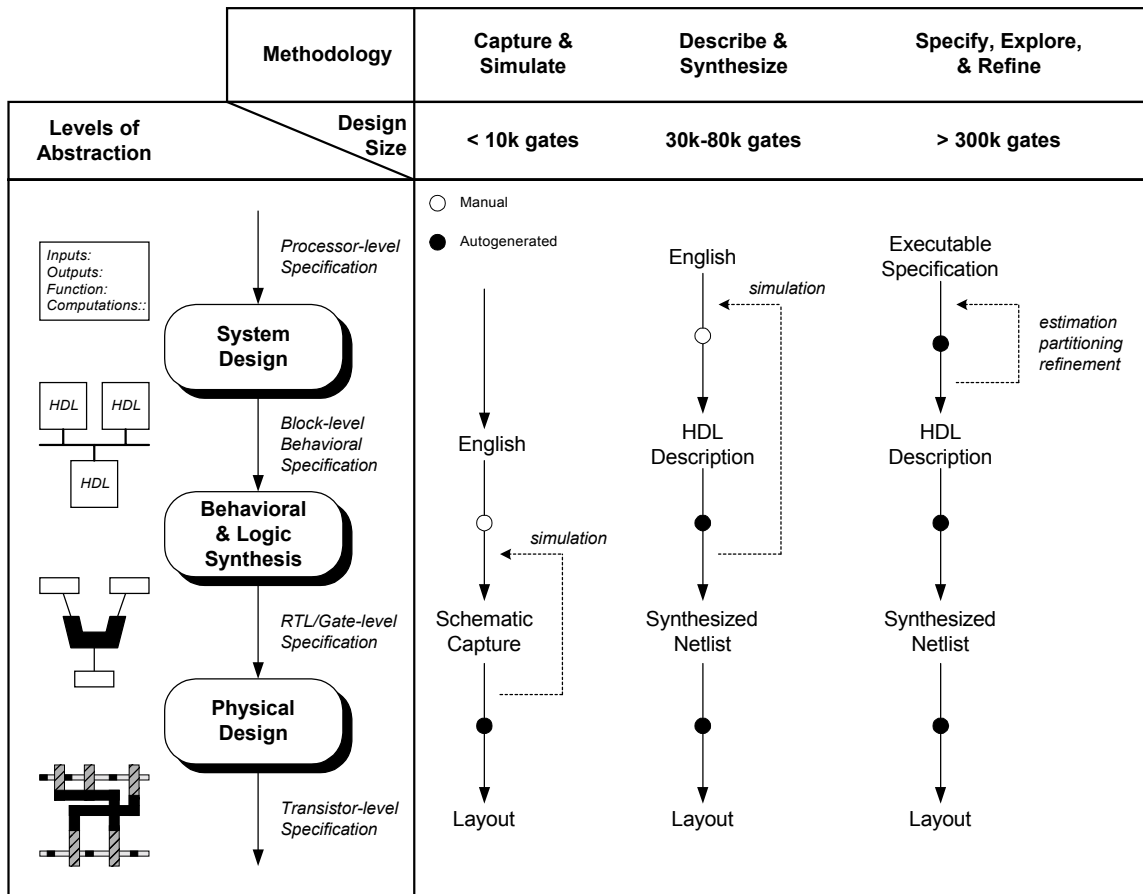 Methodology
Capture &
Simulate
Describe &
Synthesize
Specify, Explore,
& Refine
Levels of
Abstraction
Design
Size
< 10k gates
30k-80k gates
> 300k gates
Manual
Autogenerated
Inputs:
Outputs:
Function:
Computations::
Processor-level
Specification
System
Design
HDL
HDL
HDL
Block-level
Behavioral
Specification
Behavioral
& Logic
Synthesis
RTL/Gate-level
Specification
Physical
Design
Transistor-level
Specification
English
simulation
Schematic
Capture
Layout
English
simulation
HDL
Description
Synthesized
Netlist
Layout
Executable
Specification
estimation
partitioning
refinement
HDL
Description
Synthesized
Netlist
Layout